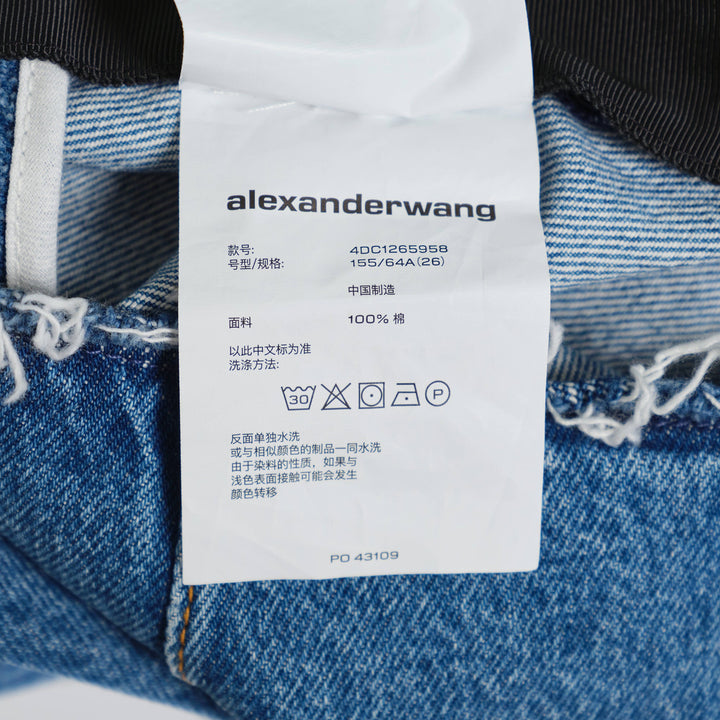 alexanderwang
款号: 4DC1265958
号型/规格: 155/64A(26)
中国制造
面料 100% 棉
以此中文标为准
洗涤方法:
30 P
反面单独水洗
或与相似颜色的制品一同水洗
由于染料的性质，如果与
浅色表面接触可能会发生
颜色转移
PO 43109